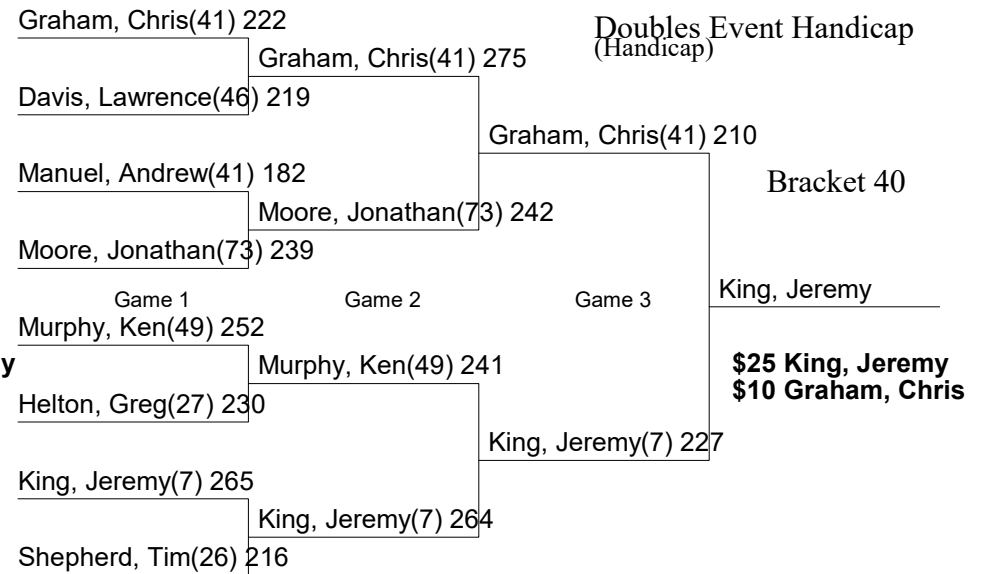 Graham, Chris(41) 222
Doubles Event Handicap
(Handicap)
Graham, Chris(41) 275
Davis, Lawrence(46) 219
Graham, Chris(41) 210
Manuel, Andrew(41) 182
Bracket 40
Moore, Jonathan(73) 242
Moore, Jonathan(73) 239
Game 1
Game 2
Game 3
King, Jeremy
Murphy, Ken(49) 252
y
Murphy, Ken(49) 241
$25 King, Jeremy
$10 Graham, Chris
Helton, Greg(27) 230
King, Jeremy(7) 227
King, Jeremy(7) 265
King, Jeremy(7) 264
Shepherd, Tim(26) 216